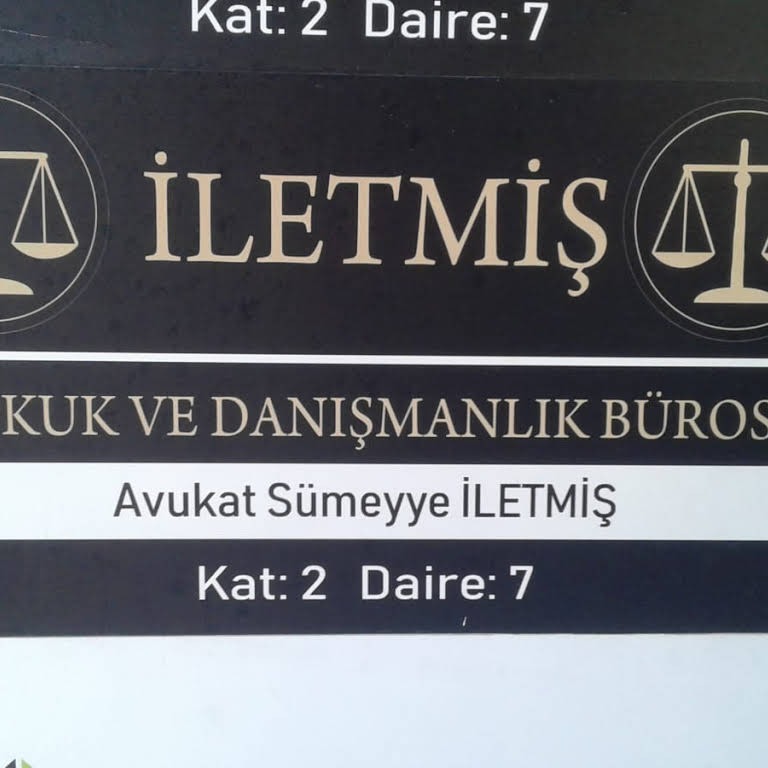 Kat: 2 Daire: 7
İLETMİŞ
KUK VE DANIŞMANLIK BÜROS
Avukat Sümeyye İLETMİŞ
Kat: 2 Daire: 7